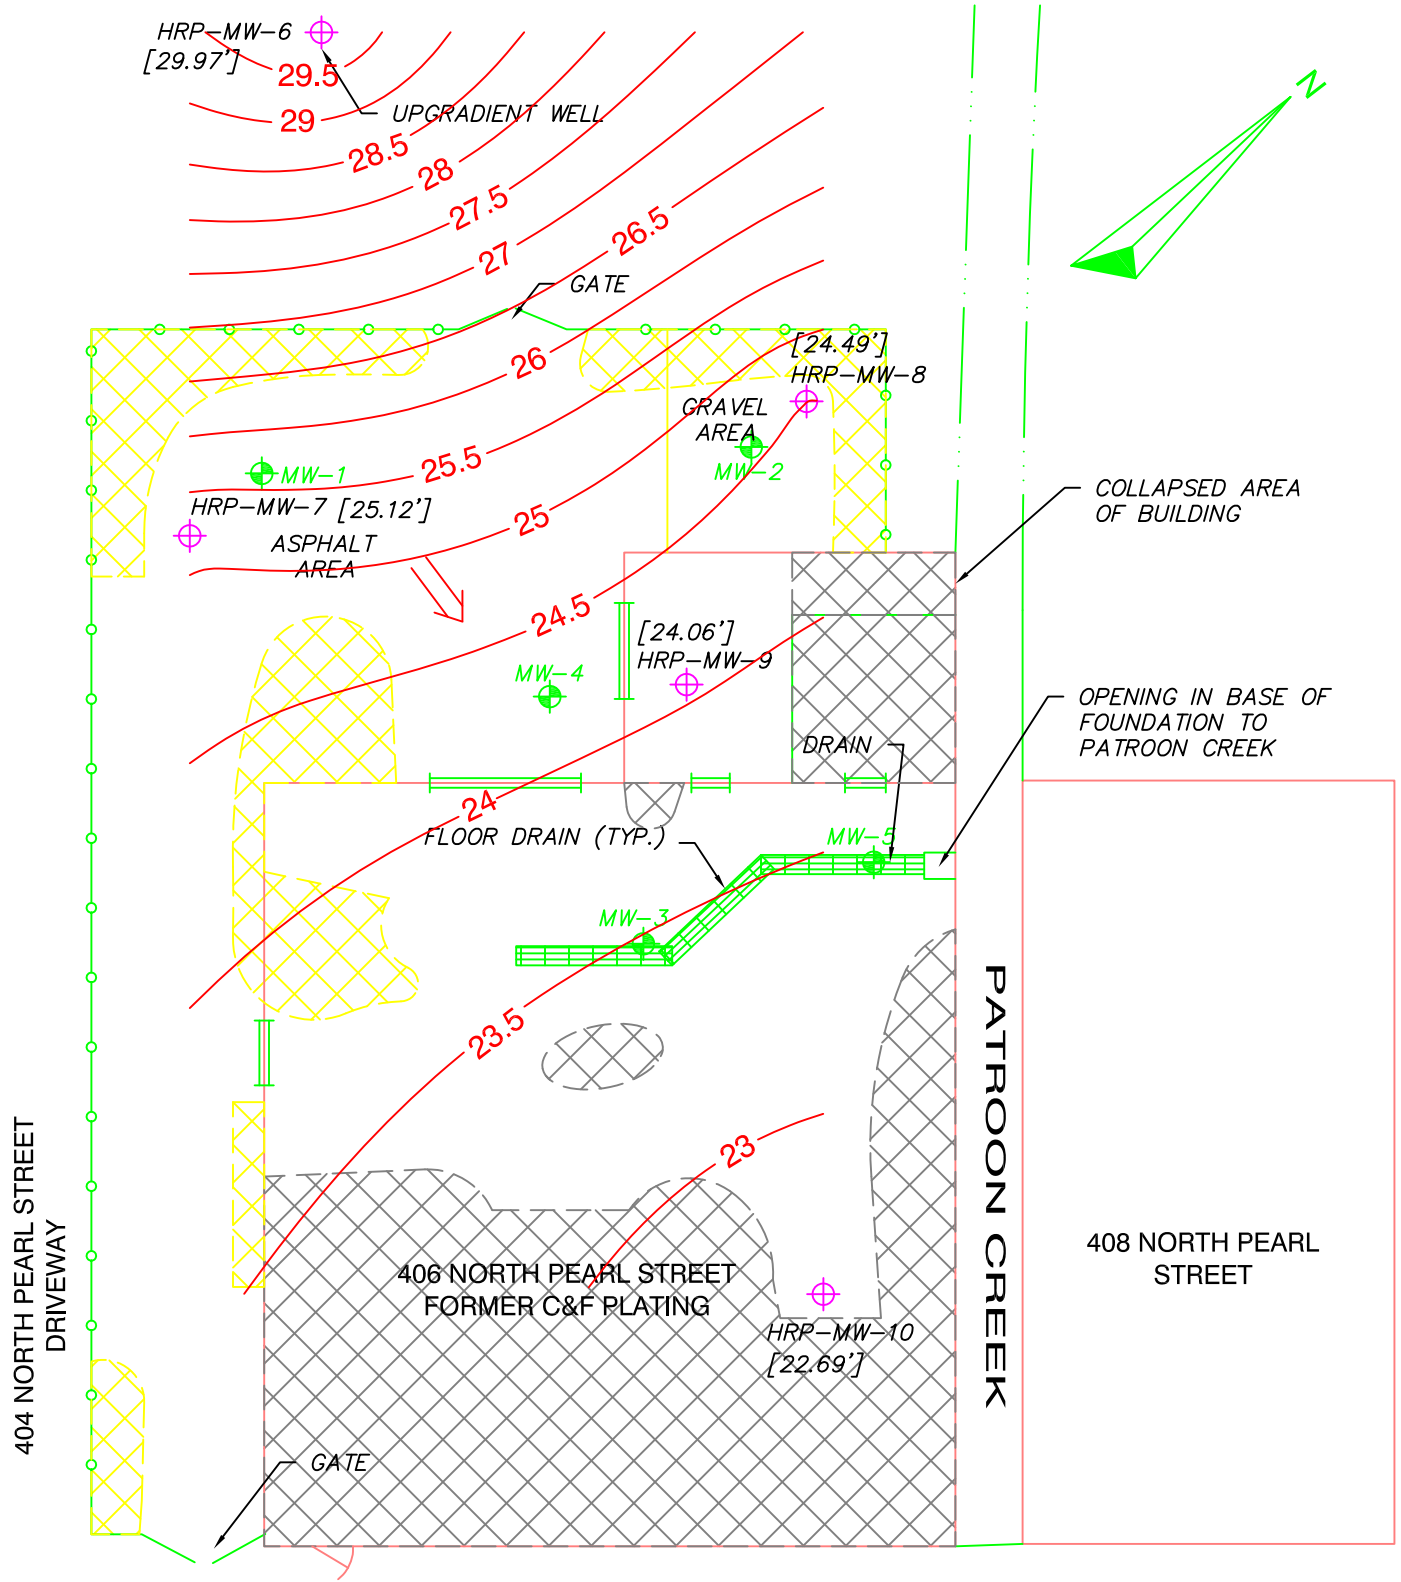 HRP-MW-6
[29.97']
29.5
29
UPGRADIENT WELL
28.5
28
27.5
27
26.5
N
GATE
26
[24.49']
HRP-MW-8
GRAVEL
AREA
25.5
MW-1
MW-2
HRP-MW-7 [25.12']
25
ASPHALT
AREA
COLLAPSED AREA
OF BUILDING
24.5
[24.06']
HRP-MW-9
MW-4
OPENING IN BASE OF
FOUNDATION TO
PATROON CREEK
DRAIN
24
FLOOR DRAIN (TYP.)
MW-5
MW-3
23.5
PATROON CREEK
23
404 NORTH PEARL STREET
DRIVEWAY
406 NORTH PEARL STREET
FORMER C&F PLATING
408 NORTH PEARL
STREET
HRP-MW-10
[22.69']
GATE